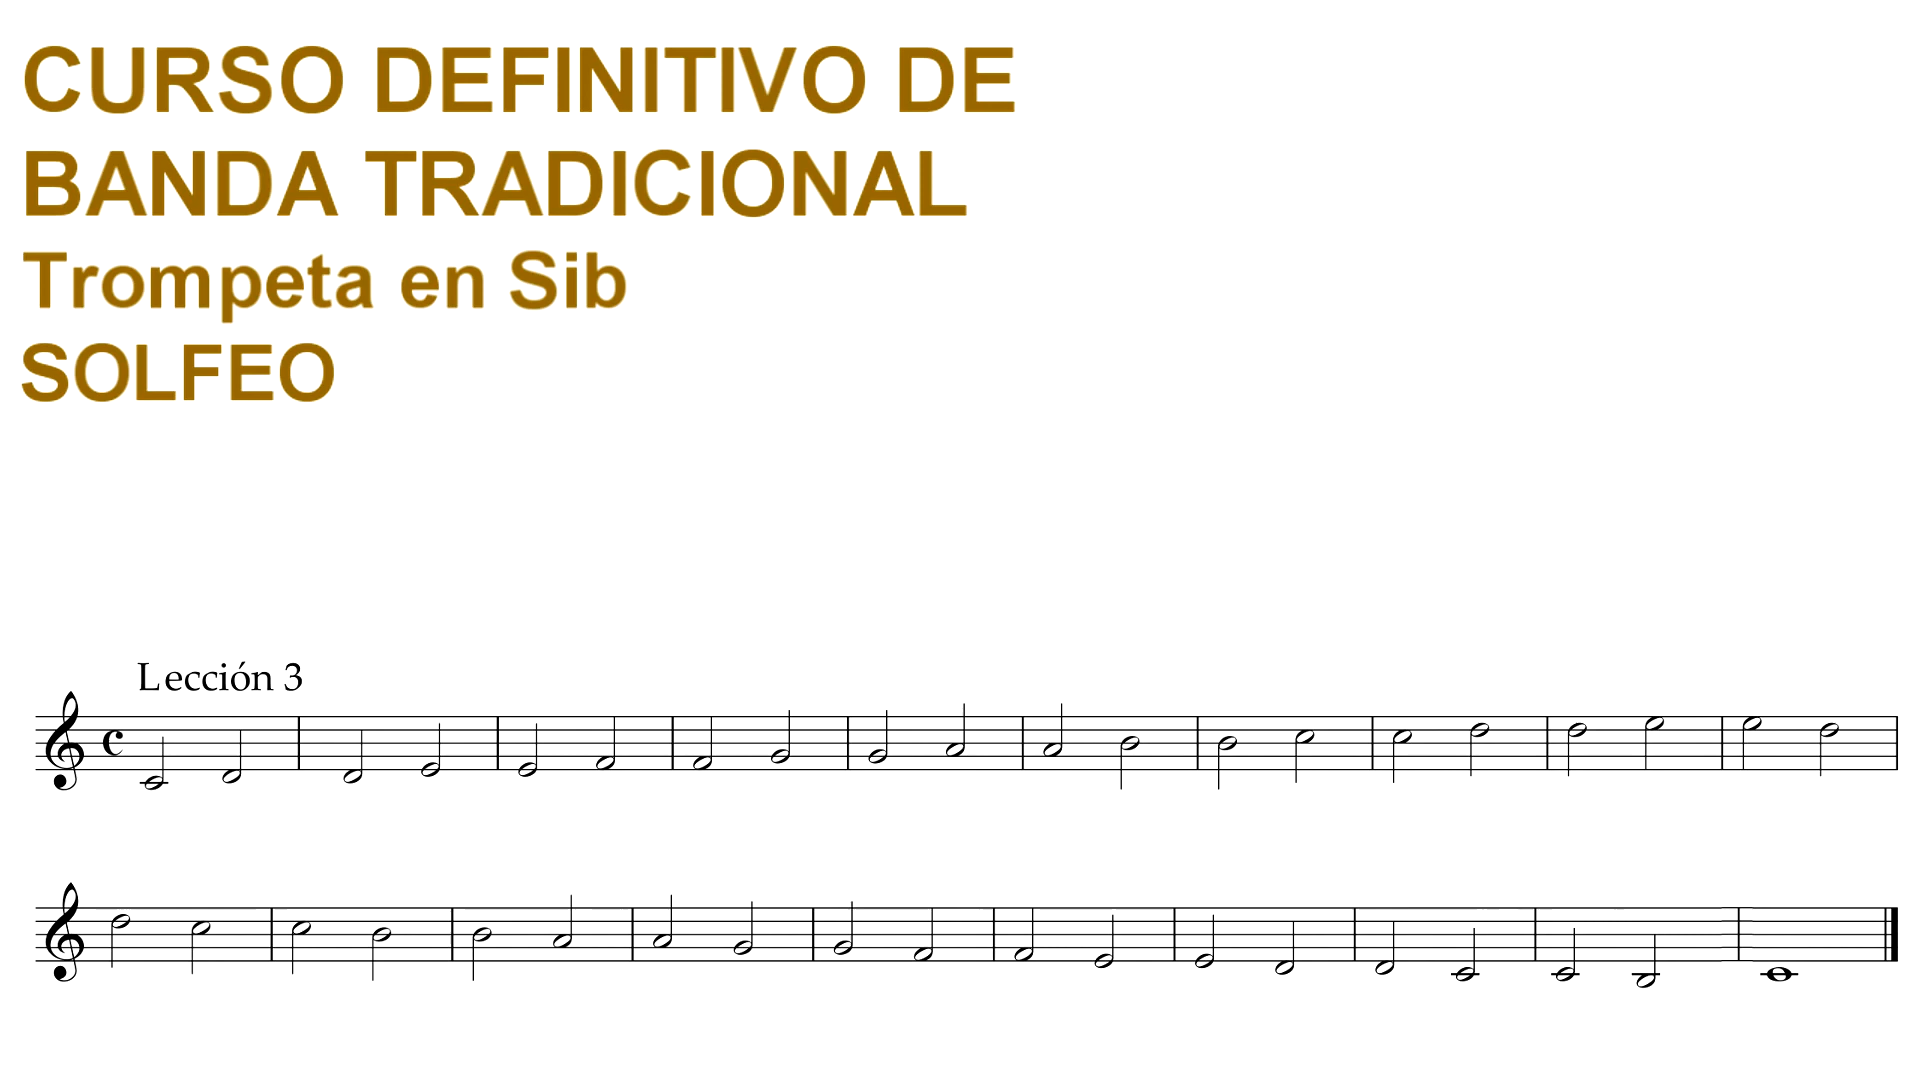 CURSO DEFINITIVO DE
BANDA TRADICIONAL
Trompeta en Sib
SOLFEO
Lección 3